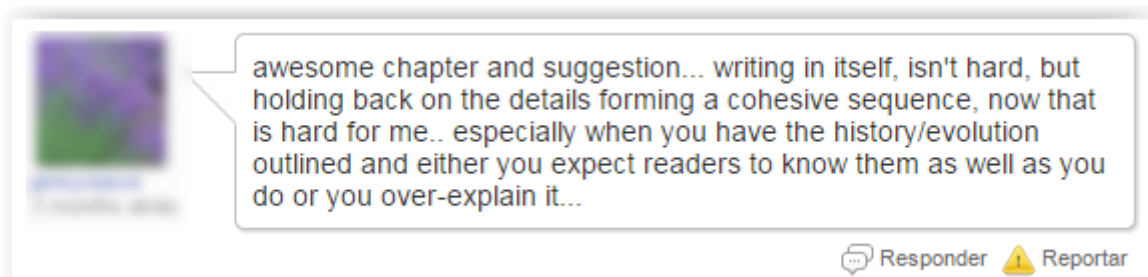 awesome chapter and suggestion... writing in itself, isn't hard, but
holding back on the details forming a cohesive sequence, now that
is hard for me.. especially when you have the history/evolution
outlined and either you expect readers to know them as well as you
do or you over-explain it...
Responder Reportar